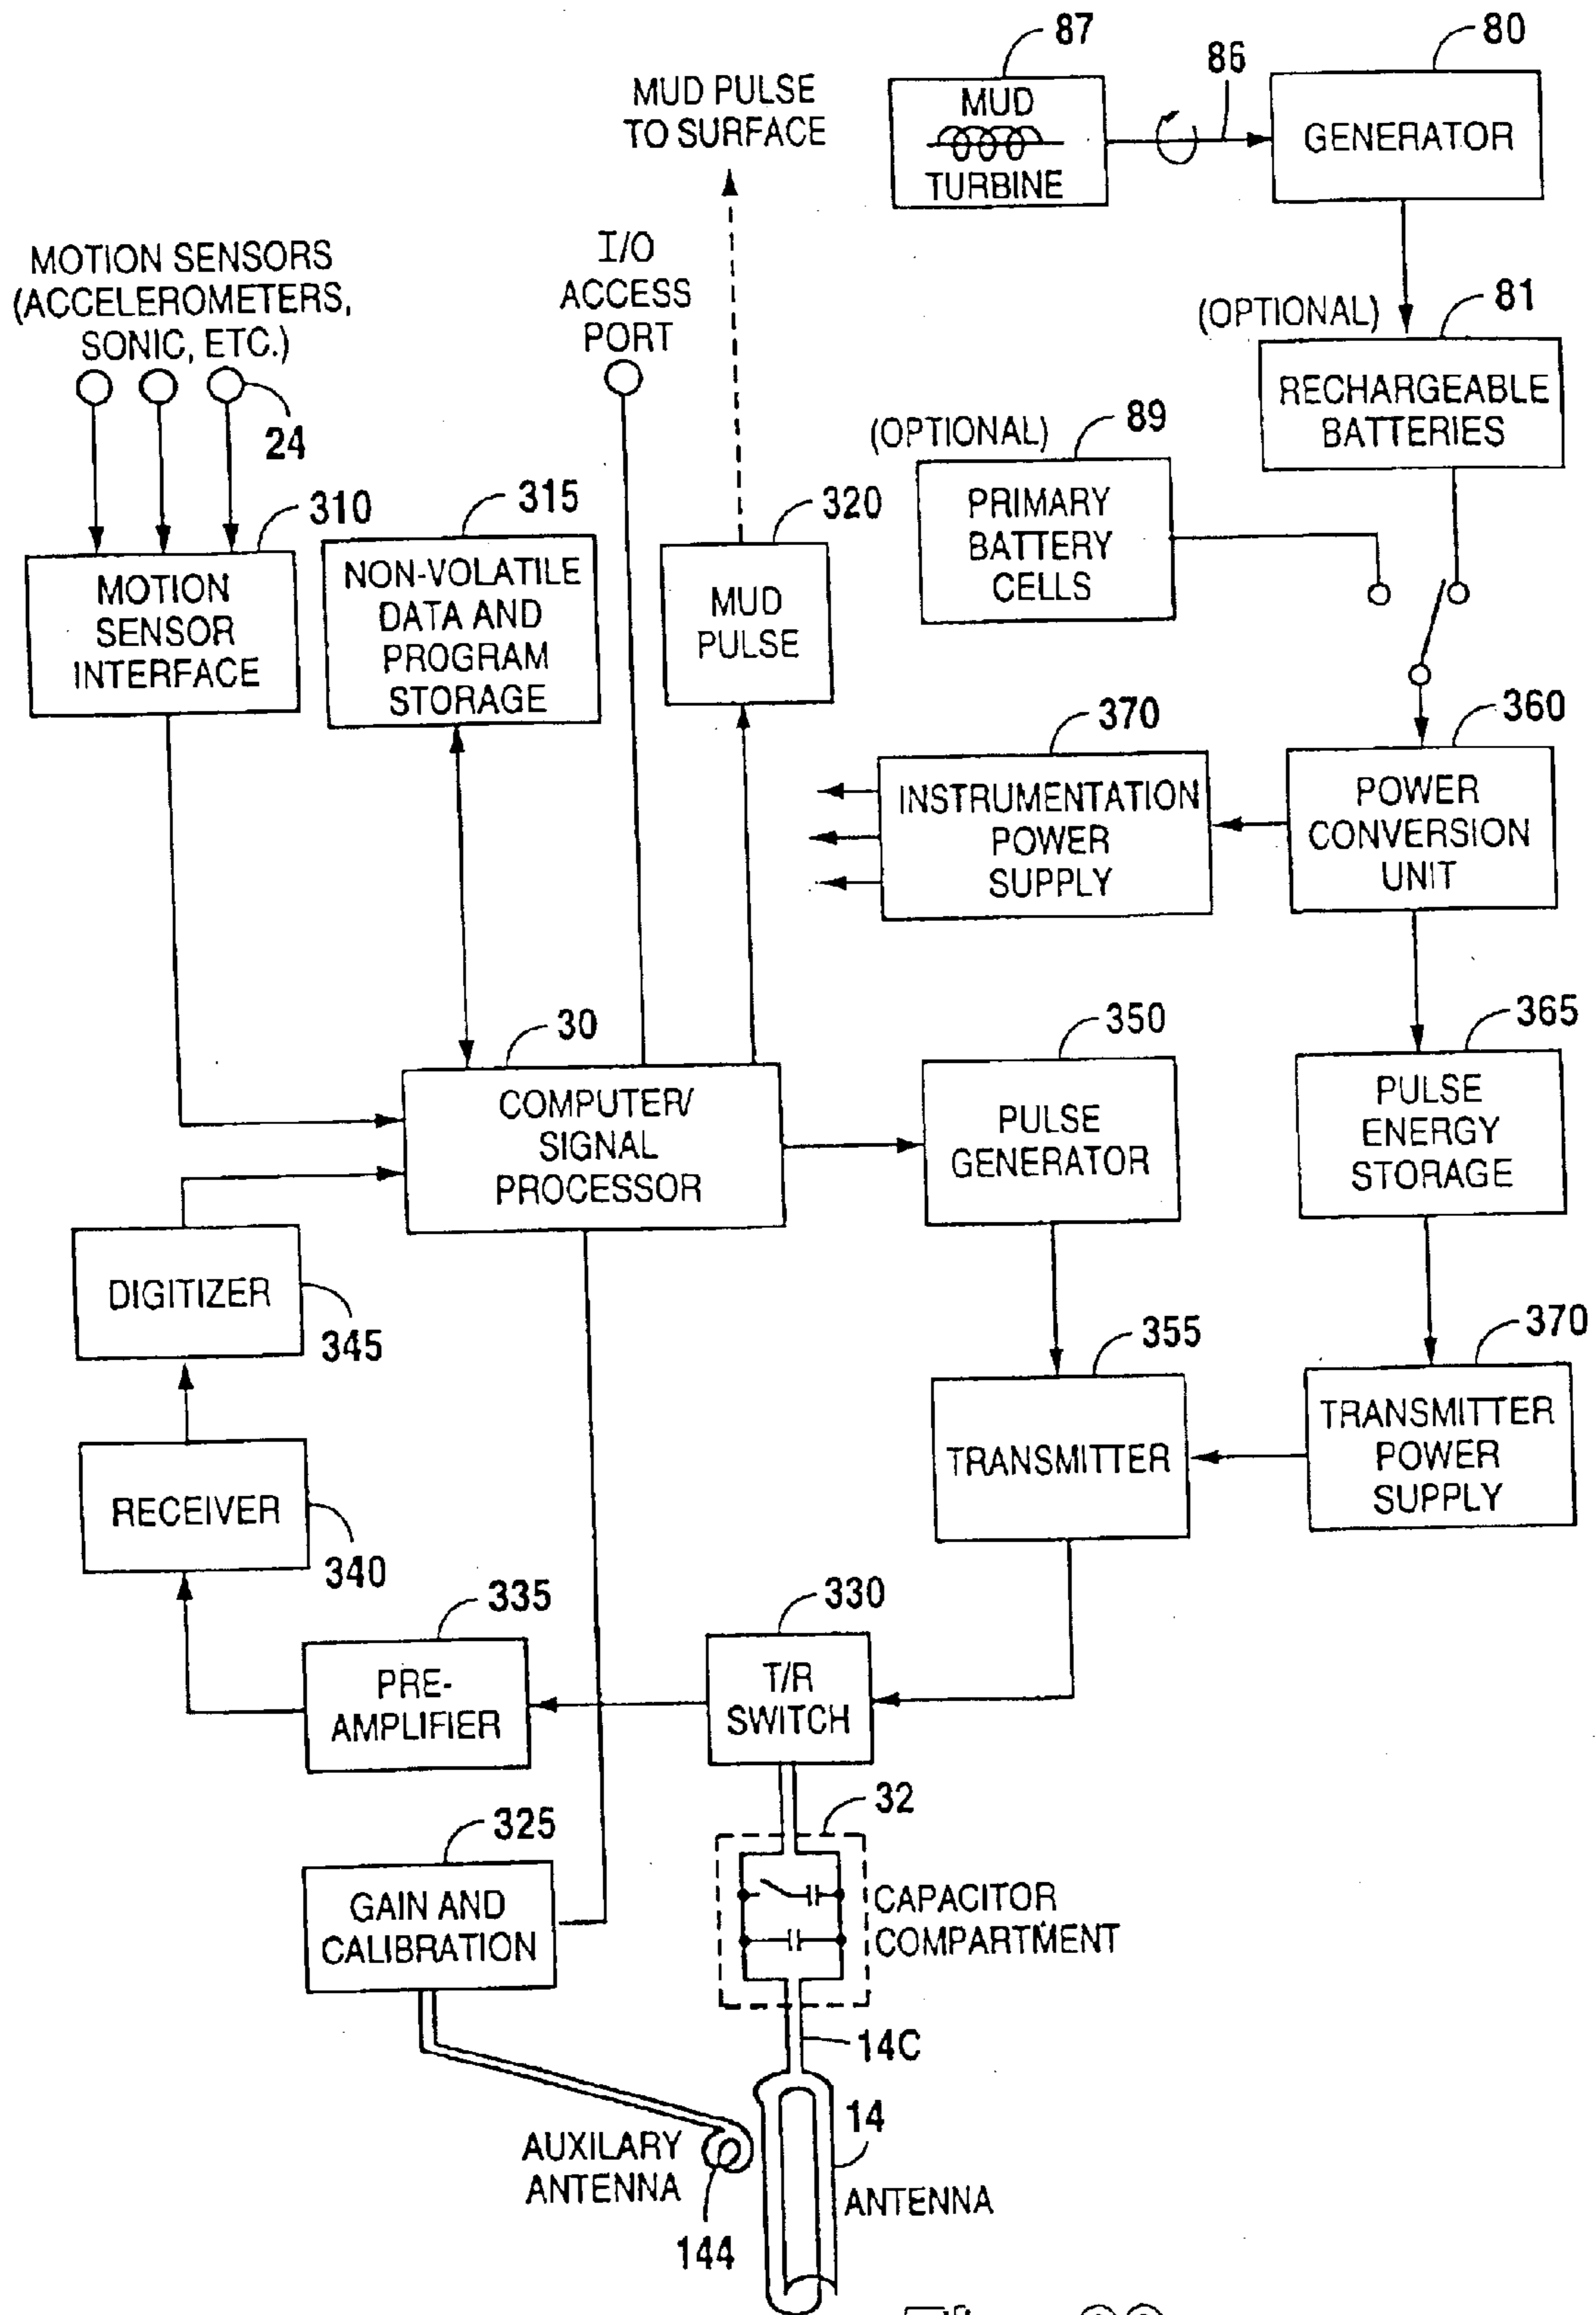 87
MUD
TURBINE
86
80
GENERATOR
MUD PULSE
TO SURFACE
MOTION SENSORS
(ACCELEROMETERS,
SONIC, ETC.)
24
I/O
ACCESS
PORT
(OPTIONAL)
81
RECHARGEABLE
BATTERIES
(OPTIONAL)
89
PRIMARY
BATTERY
CELLS
310
MOTION
SENSOR
INTERFACE
315
NON-VOLATILE
DATA AND
PROGRAM
STORAGE
320
MUD
PULSE
370
INSTRUMENTATION
POWER
SUPPLY
360
POWER
CONVERSION
UNIT
30
COMPUTER/
SIGNAL
PROCESSOR
350
PULSE
GENERATOR
365
PULSE
ENERGY
STORAGE
DIGITIZER
345
355
TRANSMITTER
370
TRANSMITTER
POWER
SUPPLY
RECEIVER
340
335
PRE-
AMPLIFIER
330
T/R
SWITCH
32
CAPACITOR
COMPARTMENT
325
GAIN AND
CALIBRATION
14C
14
ANTENNA
AUXILARY
ANTENNA
144